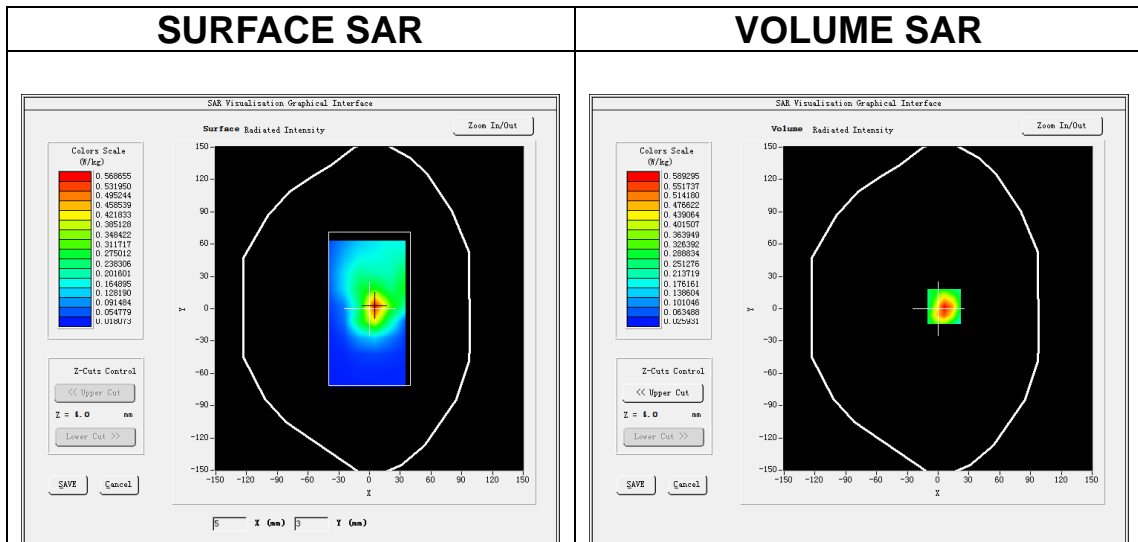 SURFACE SAR
VOLUME SAR
SAR Visualisation Graphical Interface
Surface Radiated Intensity
Zoom In/Out
Colors Scale
(W/kg)
0.568655
0.531950
0.495244
0.458539
0.421833
0.385128
0.348422
0.311717
0.275012
0.238306
0.201601
0.164895
0.128190
0.091484
0.054779
0.018073
Z-Cuts Control
<< Upper Cut
Z = 4.0 mm
Lower Cut >>
SAVE
Cancel
150
120
90
60
30
0
-30
-60
-90
-120
-150
Y
-150 -120 -90 -60 -30 0 30 60 90 120 150
X
5 X (mm) 3 Y (mm)
SAR Visualisation Graphical Interface
Volume Radiated Intensity
Zoom In/Out
Colors Scale
(W/kg)
0.589295
0.551737
0.514180
0.476622
0.439064
0.401507
0.363949
0.326392
0.288834
0.251276
0.213719
0.176161
0.138604
0.101046
0.063488
0.025931
Z-Cuts Control
<< Upper Cut
Z = 4.0 mm
Lower Cut >>
SAVE
Cancel
150
120
90
60
30
0
-30
-60
-90
-120
-150
Y
-150 -120 -90 -60 -30 0 30 60 90 120 150
X